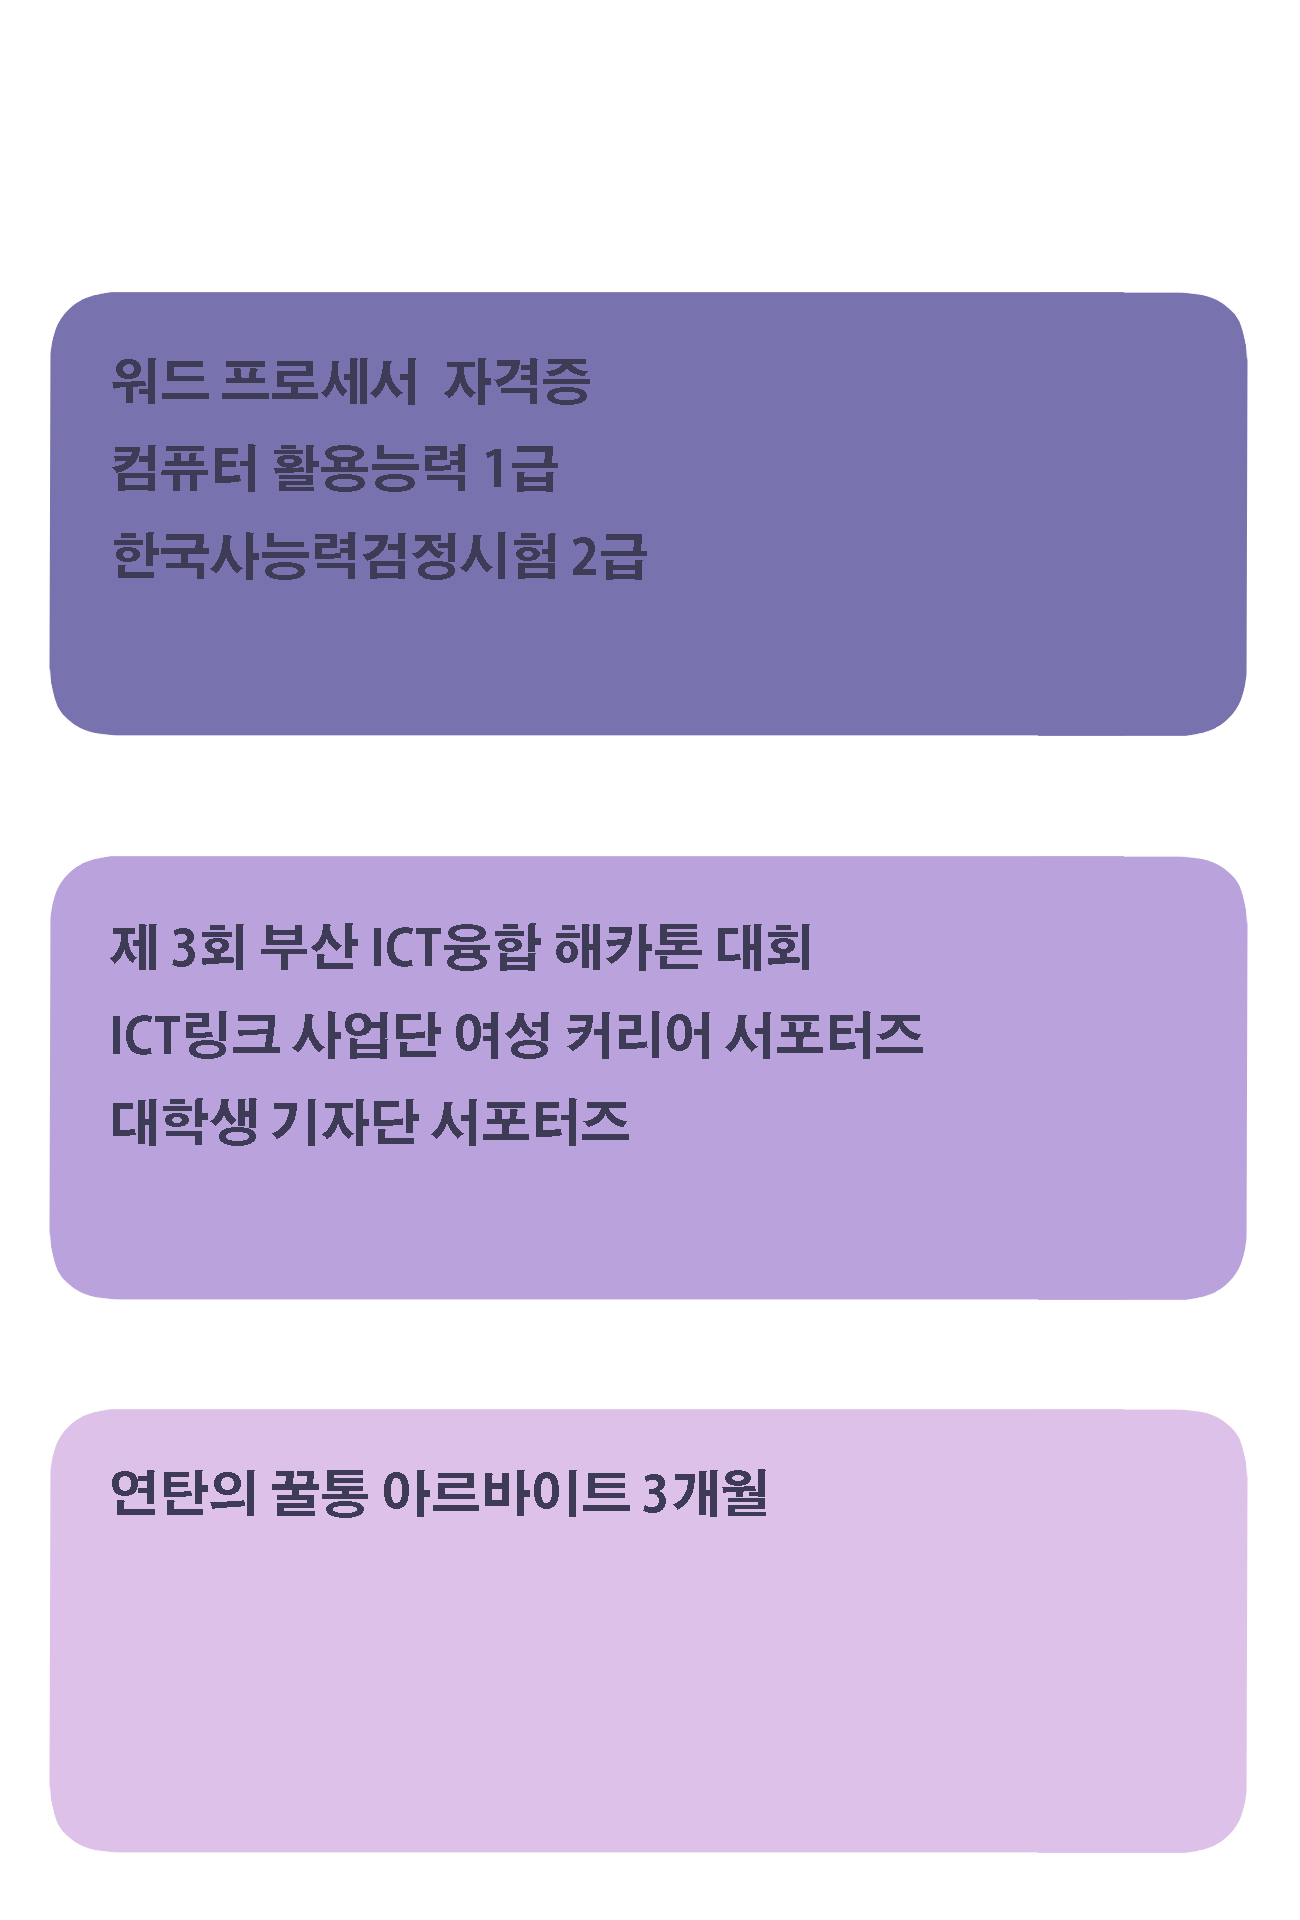 워드 프로세서  자격증
컴퓨터 활용능력 1급
한국사능력검정시험 2급
제 3회 부산 ICT융합 해카톤 대회
ICT링크 사업단 여성 커리어 서포터즈
대학생 기자단 서포터즈
연탄의 꿀통 아르바이트 3개월